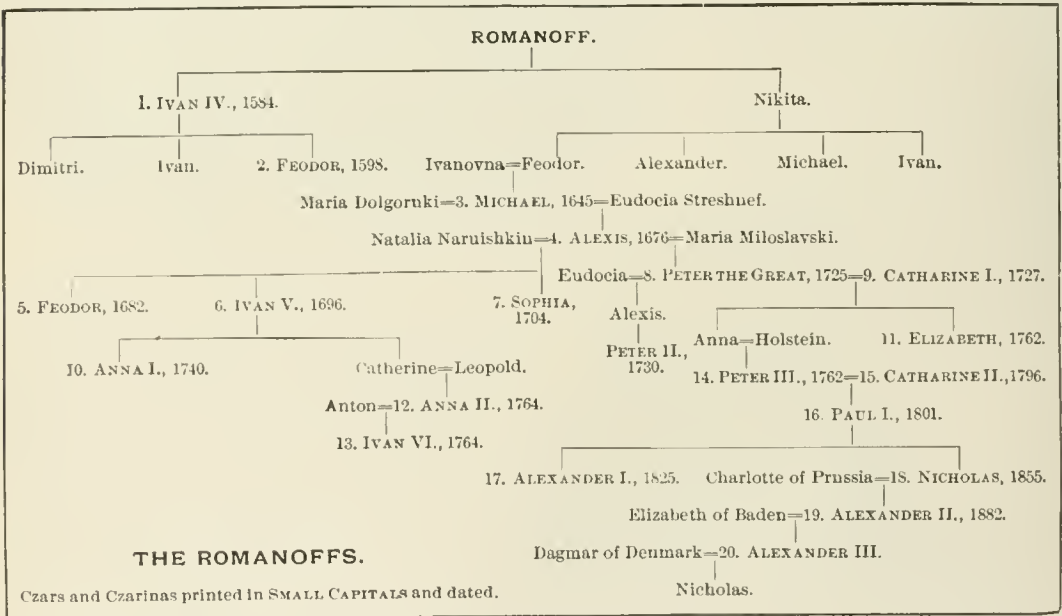 ROMANOFF.
1. IVAN IV., 1584. Nikita.
Dimitri. Ivan. 2. FEODOR, 1598. Ivanovna=Feodor. Alexander. Michael. Ivan.
Maria Dolgoruki=3. MICHAEL, 1645=Eudocia Streshnef.
Natalia Naruishkin=4. ALEXIS, 1676=Maria Miloslavski.
Eudocia=8. PETER THE GREAT, 1725=9. CATHARINE I., 1727.
5. FEODOR, 1682. 6. IVAN V., 1696. 7. SOPHIA,
1704.
Alexis.
Anna=Holstein. 11. ELIZABETH, 1762.
PETER II.,
1730.
10. ANNA I., 1740. Catherine=Leopold.
14. PETER III., 1762=15. CATHARINE II., 1796.
Anton=12. ANNA II., 1764.
16. PAUL I., 1801.
13. IVAN VI., 1764.
17. ALEXANDER I., 1825. Charlotte of Prussia=18. NICHOLAS, 1855.
Elizabeth of Baden=19. ALEXANDER II., 1882.
Dagmar of Denmark=20. ALEXANDER III.
Nicholas.
THE ROMANOFFS.
Czars and Czarinas printed in SMALL CAPITALS and dated.